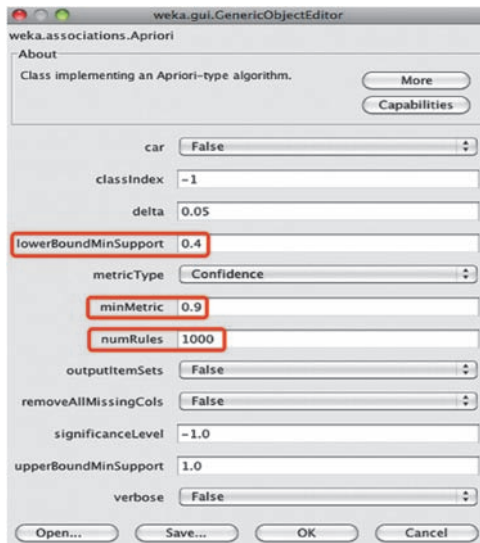 weka.gui.GenericObjectEditor
weka.associations.Apriori
About
Class implementing an Apriori-type algorithm.
More
Capabilities
car False
classIndex -1
delta 0.05
lowerBoundMinSupport 0.4
metricType Confidence
minMetric 0.9
numRules 1000
outputItemSets False
removeAllMissingCols False
significanceLevel -1.0
upperBoundMinSupport 1.0
verbose False
Open... Save... OK Cancel